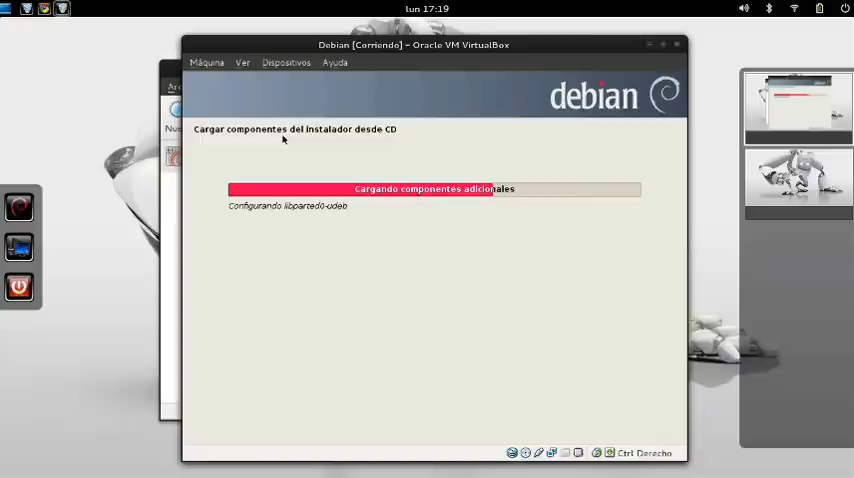 lun 17:19
Debian [Corriendo] - Oracle VM VirtualBox
Máquina Ver Dispositivos Ayuda
debian
Cargar componentes del instalador desde CD
Cargando componentes adicionales
Configurando libparted0-udeb
Ctrl Derecho